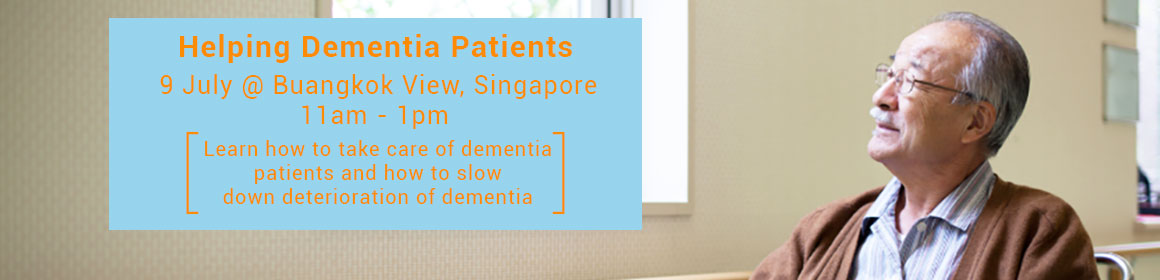 Helping Dementia Patients
9 July @ Buangkok View, Singapore
11am - 1pm
Learn how to take care of dementia
patients and how to slow
down deterioration of dementia